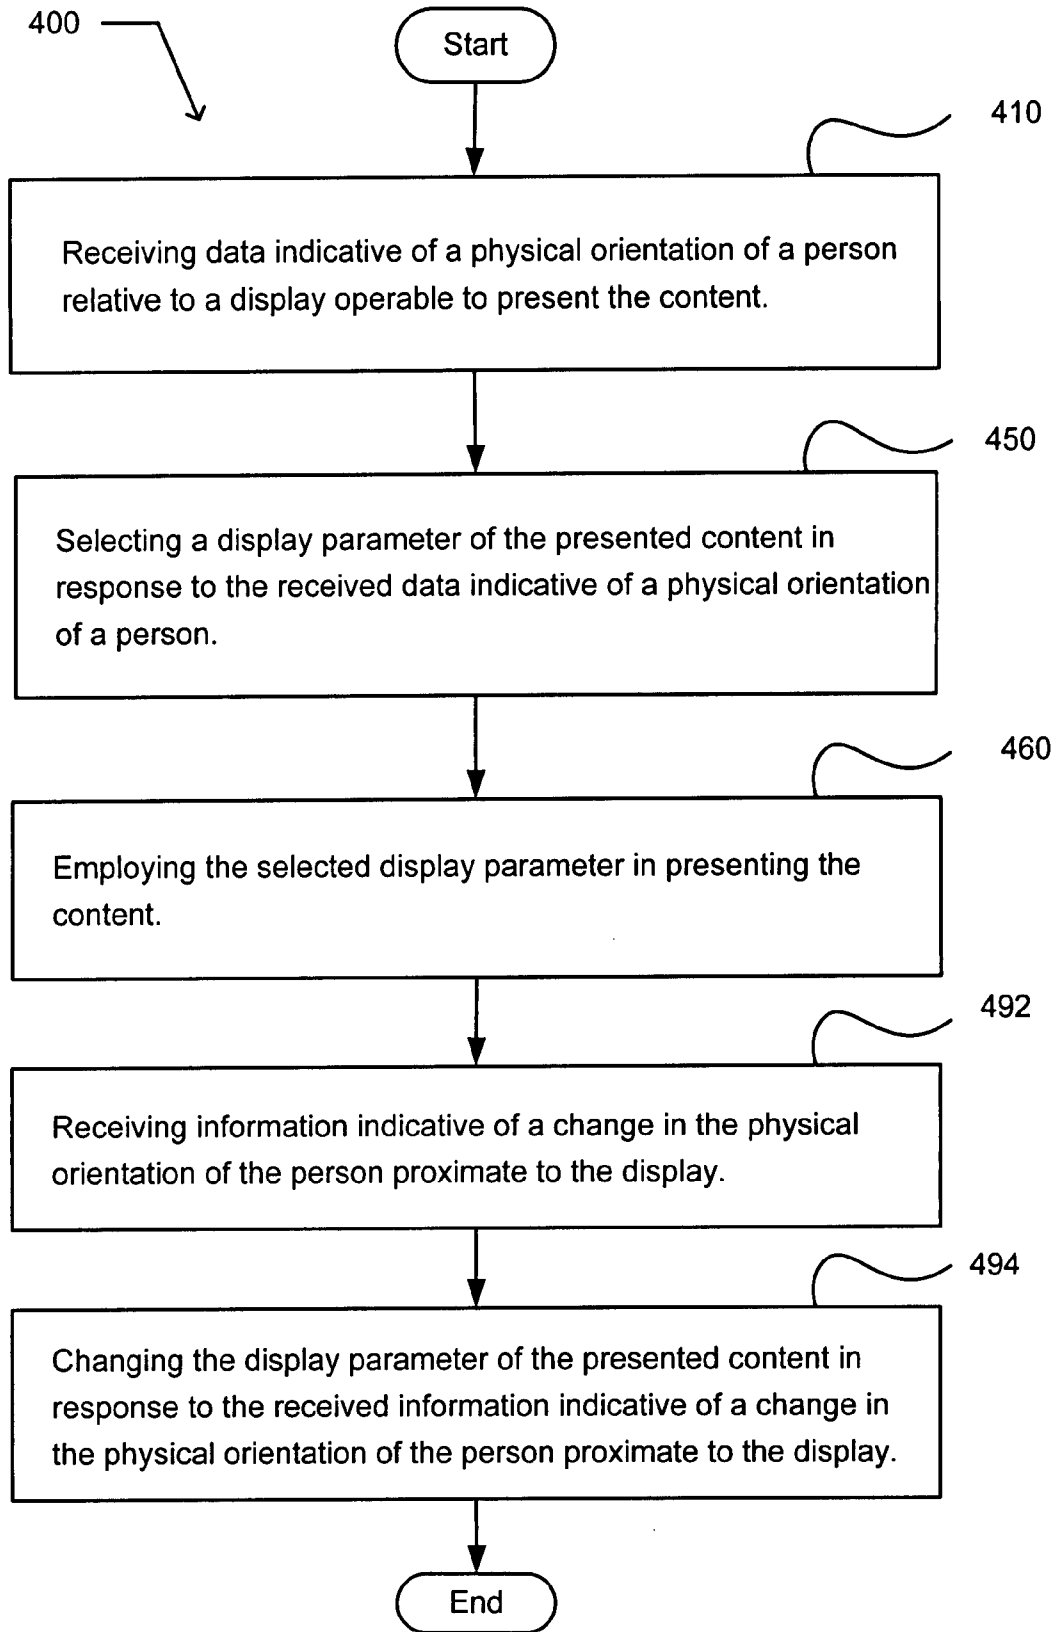 400
Start
410
Receiving data indicative of a physical orientation of a person
relative to a display operable to present the content.
450
Selecting a display parameter of the presented content in
response to the received data indicative of a physical orientation
of a person.
460
Employing the selected display parameter in presenting the
content.
492
Receiving information indicative of a change in the physical
orientation of the person proximate to the display.
494
Changing the display parameter of the presented content in
response to the received information indicative of a change in
the physical orientation of the person proximate to the display.
End